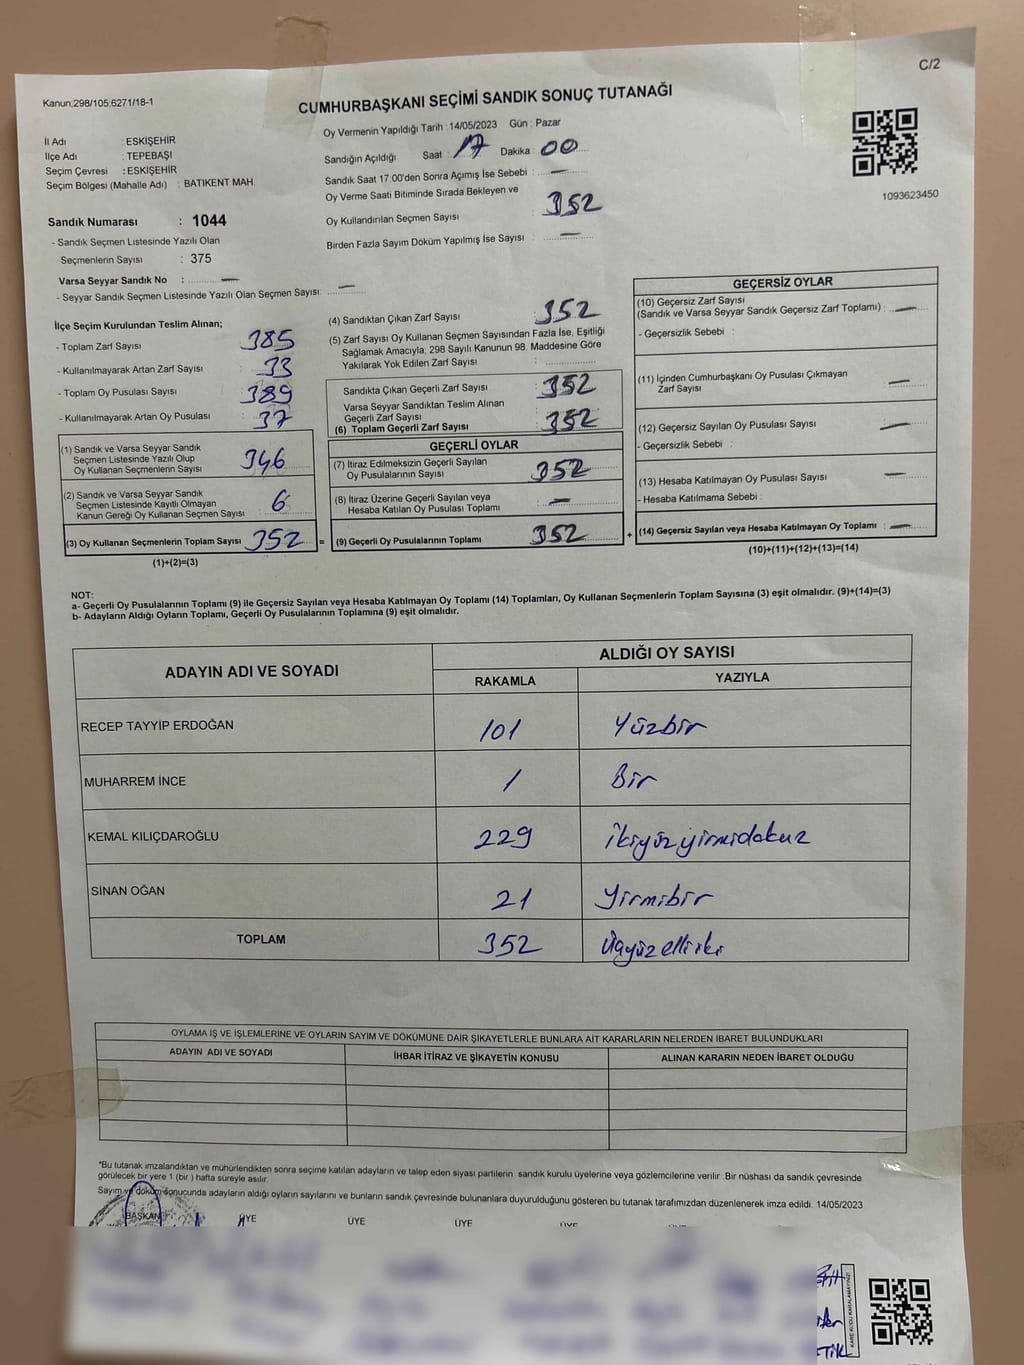 C/2
Kanun;298/105;6271/18-1
CUMHURBAŞKANI SEÇİMİ SANDIK SONUÇ TUTANAĞI
İl Adı : ESKİŞEHİR
İlçe Adı : TEPEBAŞI
Seçim Çevresi : ESKİŞEHİR
Seçim Bölgesi (Mahalle Adı) : BATIKENT MAH.
Oy Vermenin Yapıldığı Tarih : 14/05/2023 Gün : Pazar
Sandığın Açıldığı Saat : 17 Dakika : 00
Sandık Saat 17:00'den Sonra Açımış İse Sebebi : —
Oy Verme Saati Bitiminde Sırada Bekleyen ve
Oy Kullandırılan Seçmen Sayısı : 352
Birden Fazla Sayım Döküm Yapılmış İse Sayısı : —
1093623450
Sandık Numarası : 1044
- Sandık Seçmen Listesinde Yazılı Olan
Seçmenlerin Sayısı : 375
Varsa Seyyar Sandık No : —
- Seyyar Sandık Seçmen Listesinde Yazılı Olan Seçmen Sayısı: —
İlçe Seçim Kurulundan Teslim Alınan;
- Toplam Zarf Sayısı : 385
- Kullanılmayarak Artan Zarf Sayısı : 33
- Toplam Oy Pusulası Sayısı : 389
- Kullanılmayarak Artan Oy Pusulası : 37
(1) Sandık ve Varsa Seyyar Sandık
Seçmen Listesinde Yazılı Olup
Oy Kullanan Seçmenlerin Sayısı : 346
(2) Sandık ve Varsa Seyyar Sandık
Seçmen Listesinde Kayıtlı Olmayan
Kanun Gereği Oy Kullanan Seçmen Sayısı : 6
(3) Oy Kullanan Seçmenlerin Toplam Sayısı : 352
(1)+(2)=(3)
(4) Sandıktan Çıkan Zarf Sayısı : 352
(5) Zarf Sayısı Oy Kullanan Seçmen Sayısından Fazla İse, Eşitliği
Sağlamak Amacıyla, 298 Sayılı Kanunun 98. Maddesine Göre
Yakılarak Yok Edilen Zarf Sayısı :
Sandıkta Çıkan Geçerli Zarf Sayısı : 352
Varsa Seyyar Sandıktan Teslim Alınan
Geçerli Zarf Sayısı :
(6) Toplam Geçerli Zarf Sayısı : 352
GEÇERLİ OYLAR
(7) İtiraz Edilmeksizin Geçerli Sayılan
Oy Pusulalarının Sayısı : 352
(8) İtiraz Üzerine Geçerli Sayılan veya
Hesaba Katılan Oy Pusulası Toplamı : —
= (9) Geçerli Oy Pusulalarının Toplamı : 352
GEÇERSİZ OYLAR
(10) Geçersiz Zarf Sayısı
(Sandık ve Varsa Seyyar Sandık Geçersiz Zarf Toplamı) : —
- Geçersizlik Sebebi :
(11) İçinden Cumhurbaşkanı Oy Pusulası Çıkmayan
Zarf Sayısı : —
(12) Geçersiz Sayılan Oy Pusulası Sayısı : —
- Geçersizlik Sebebi :
(13) Hesaba Katılmayan Oy Pusulası Sayısı : —
- Hesaba Katılmama Sebebi :
+ (14) Geçersiz Sayılan veya Hesaba Katılmayan Oy Toplamı : —
(10)+(11)+(12)+(13)=(14)
NOT:
a- Geçerli Oy Pusulalarının Toplamı (9) ile Geçersiz Sayılan veya Hesaba Katılmayan Oy Toplamı (14) Toplamları, Oy Kullanan Seçmenlerin Toplam Sayısına (3) eşit olmalıdır. (9)+(14)=(3)
b- Adayların Aldığı Oyların Toplamı, Geçerli Oy Pusulalarının Toplamına (9) eşit olmalıdır.
ADAYIN ADI VE SOYADI ALDIĞI OY SAYISI
RAKAMLA YAZIYLA
RECEP TAYYİP ERDOĞAN 101 Yüzbir
MUHARREM İNCE 1 Bir
KEMAL KILIÇDAROĞLU 229 ikiyüzyirmidokuz
SİNAN OĞAN 21 Yirmibir
TOPLAM 352 Üçyüzelliiki
OYLAMA İŞ VE İŞLEMLERİNE VE OYLARIN SAYIM VE DÖKÜMÜNE DAİR ŞİKAYETLERLE BUNLARA AİT KARARLARIN NELERDEN İBARET BULUNDUKLARI
ADAYIN ADI VE SOYADI İHBAR İTİRAZ VE ŞİKAYETİN KONUSU ALINAN KARARIN NEDEN İBARET OLDUĞU
*Bu tutanak imzalandıktan ve mühürlendikten sonra seçime katılan adayların ve talep eden siyasi partilerin sandık kurulu üyelerine veya gözlemcilerine verilir .Bir nüshası da sandık çevresinde
görülecek bir yere 1 (bir ) hafta süreyle asılır.
Sayım ve döküm sonucunda adayların aldığı oyların sayılarını ve bunların sandık çevresinde bulunanlara duyurulduğunu gösteren bu tutanak tarafımızdan düzenlenerek imza edildi. 14/05/2023
BAŞKAN ÜYE ÜYE ÜYE ÜYE